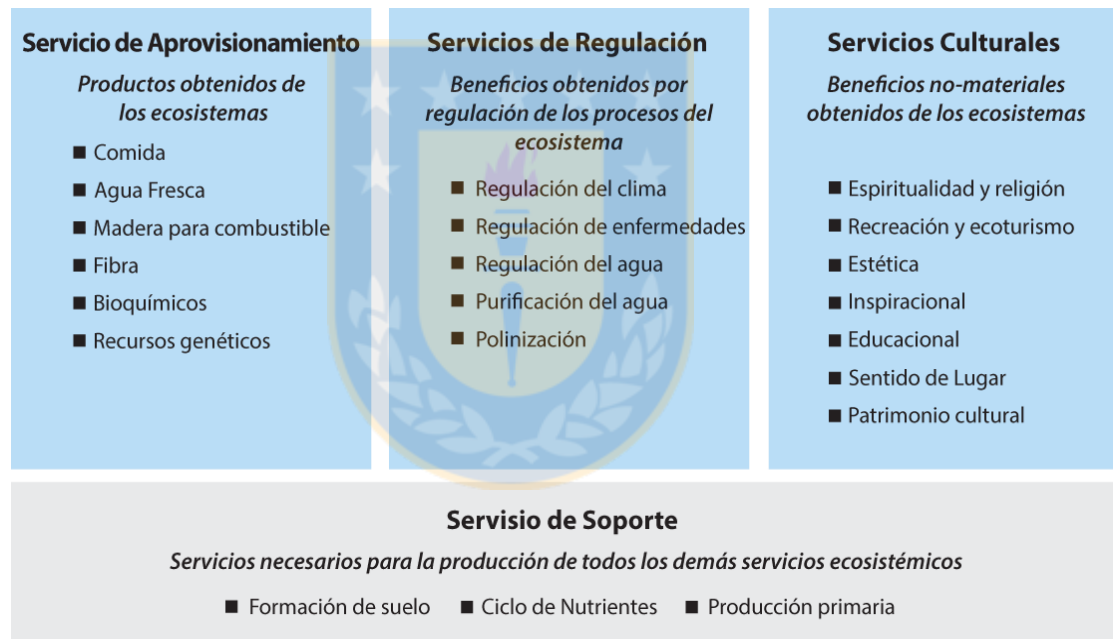 Servicio de Aprovisionamiento
Productos obtenidos de
los ecosistemas
■ Comida
■ Agua Fresca
■ Madera para combustible
■ Fibra
■ Bioquímicos
■ Recursos genéticos
Servicios de Regulación
Beneficios obtenidos por
regulación de los procesos del
ecosistema
■ Regulación del clima
■ Regulación de enfermedades
■ Regulación del agua
■ Purificación del agua
■ Polinización
Servicios Culturales
Beneficios no-materiales
obtenidos de los ecosistemas
■ Espiritualidad y religión
■ Recreación y ecoturismo
■ Estética
■ Inspiracional
■ Educacional
■ Sentido de Lugar
■ Patrimonio cultural
Servisio de Soporte
Servicios necesarios para la producción de todos los demás servicios ecosistémicos
■ Formación de suelo ■ Ciclo de Nutrientes ■ Producción primaria